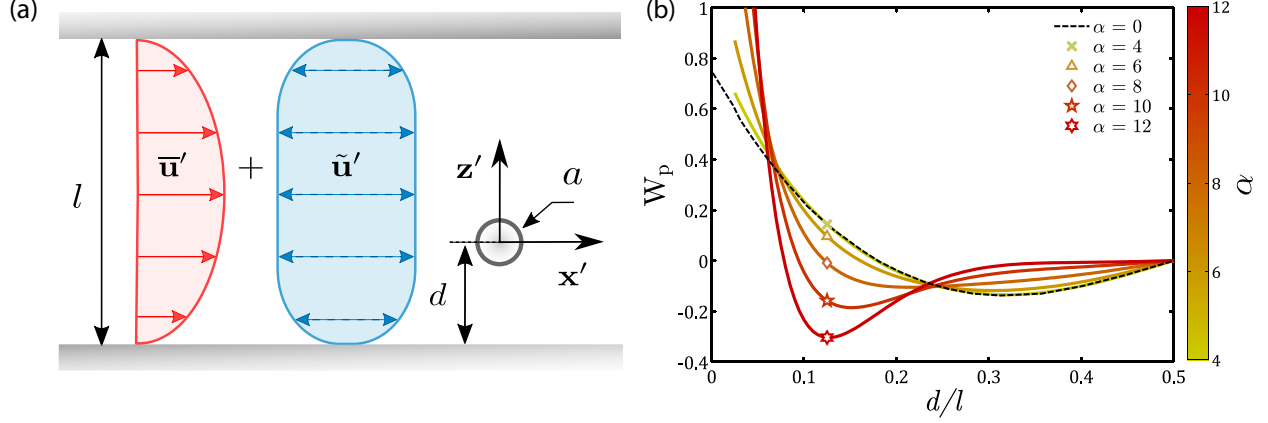 (a)
l
u̅′
+
ũ′
z′
a
x′
d
(b)
W_p
1
0.8
0.6
0.4
0.2
0
-0.2
-0.4
0
0.1
0.2
0.3
0.4
0.5
d/l
α = 0
α = 4
α = 6
α = 8
α = 10
α = 12
12
10
8
6
4
α